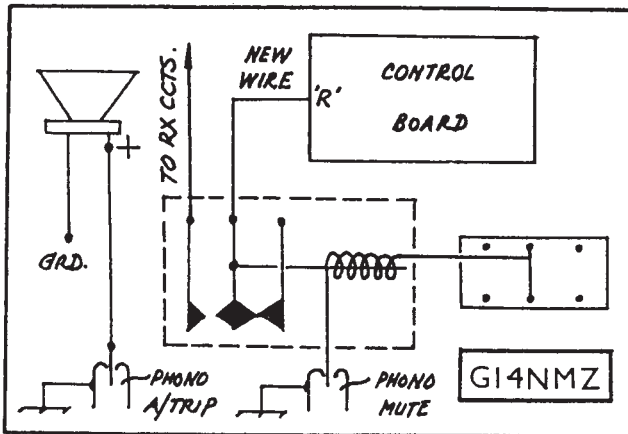 TO RX CCTS.
NEW
WIRE
'R'
CONTROL
BOARD
+
GRD.
PHONO
A/TRIP
PHONO
MUTE
GI4NMZ